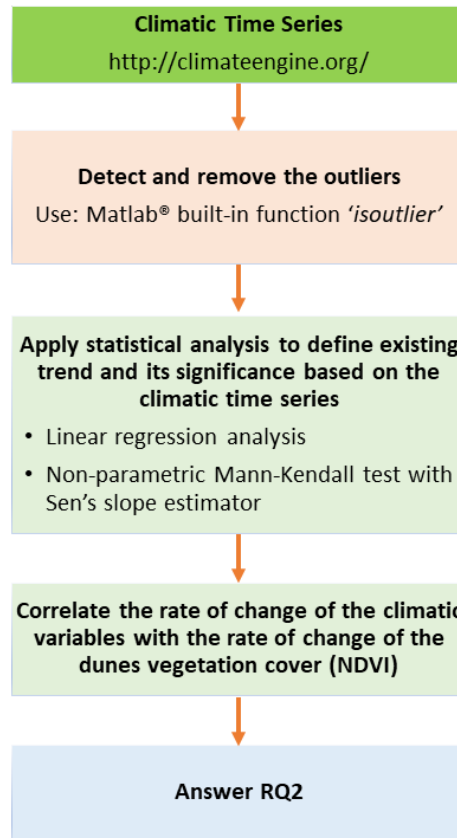 Climatic Time Series
http://climateengine.org/
Detect and remove the outliers
Use: Matlab® built-in function ‘isoutlier’
Apply statistical analysis to define existing
trend and its significance based on the
climatic time series
• Linear regression analysis
• Non-parametric Mann-Kendall test with
Sen’s slope estimator
Correlate the rate of change of the climatic
variables with the rate of change of the
dunes vegetation cover (NDVI)
Answer RQ2